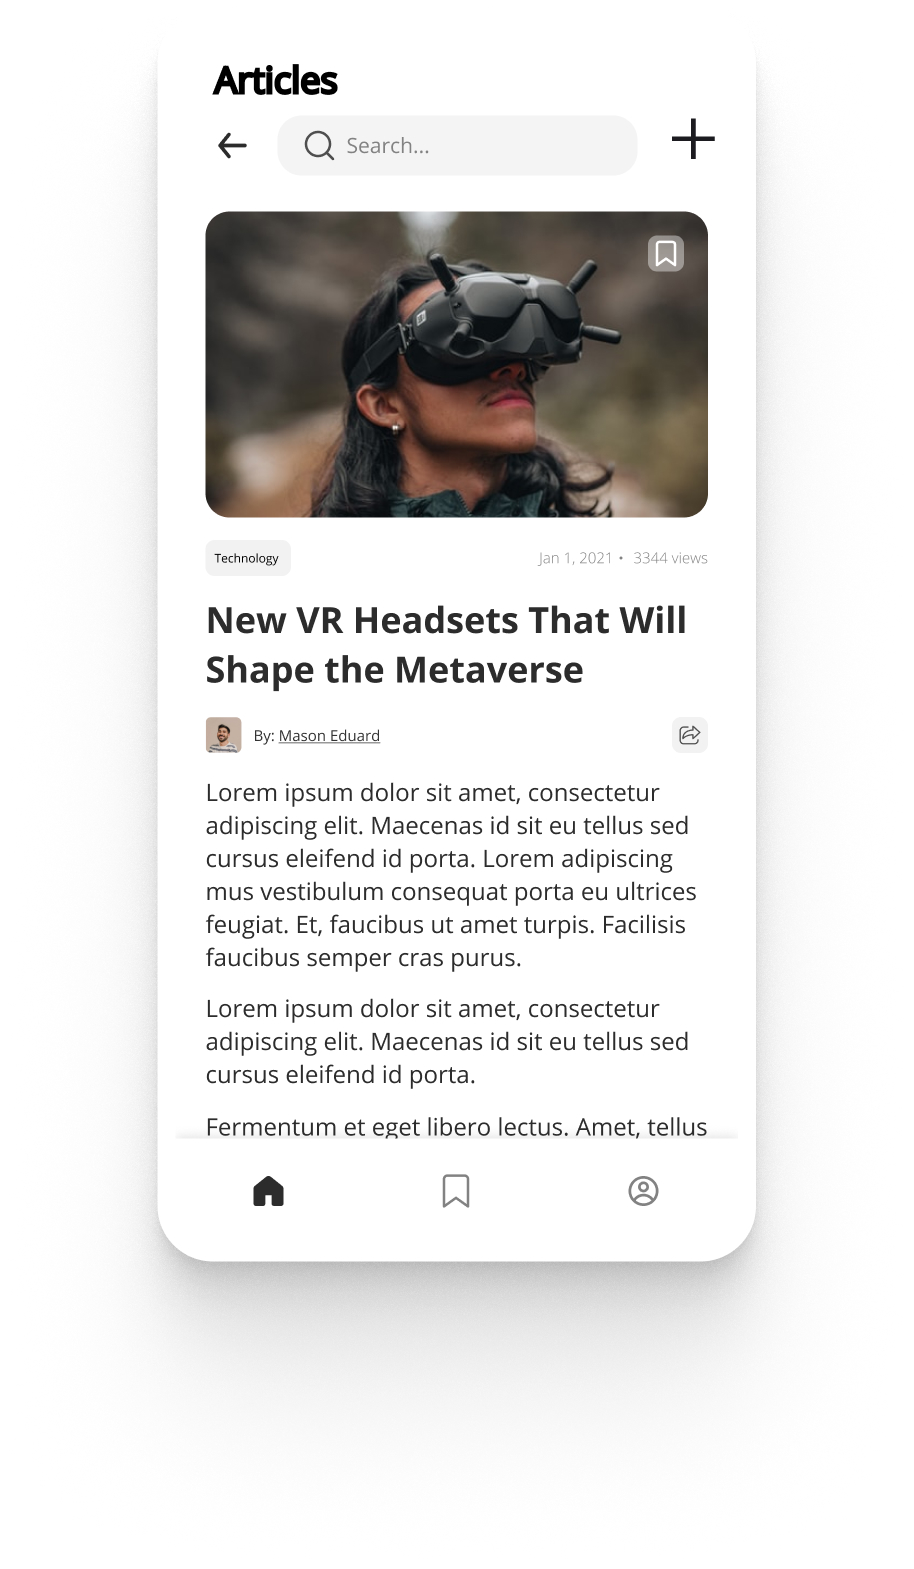 Articles
Search...
Technology
Jan 1, 2021 • 3344 views
New VR Headsets That Will
Shape the Metaverse
By: Mason Eduard
Lorem ipsum dolor sit amet, consectetur
adipiscing elit. Maecenas id sit eu tellus sed
cursus eleifend id porta. Lorem adipiscing
mus vestibulum consequat porta eu ultrices
feugiat. Et, faucibus ut amet turpis. Facilisis
faucibus semper cras purus.
Lorem ipsum dolor sit amet, consectetur
adipiscing elit. Maecenas id sit eu tellus sed
cursus eleifend id porta.
Fermentum et eget libero lectus. Amet, tellus